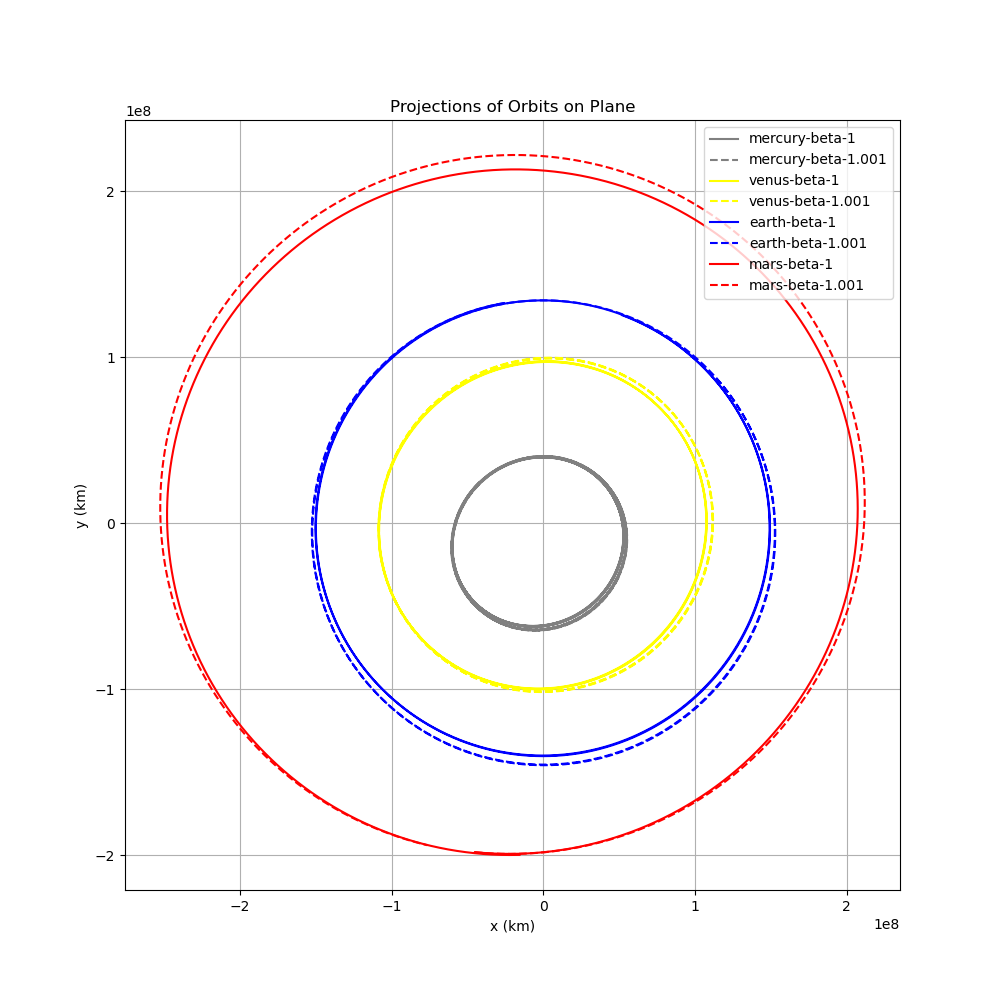 Projections of Orbits on Plane
1e8
mercury-beta-1
mercury-beta-1.001
venus-beta-1
venus-beta-1.001
earth-beta-1
earth-beta-1.001
mars-beta-1
mars-beta-1.001
2
1
0
−1
−2
y (km)
−2 −1 0 1 2
x (km)
1e8